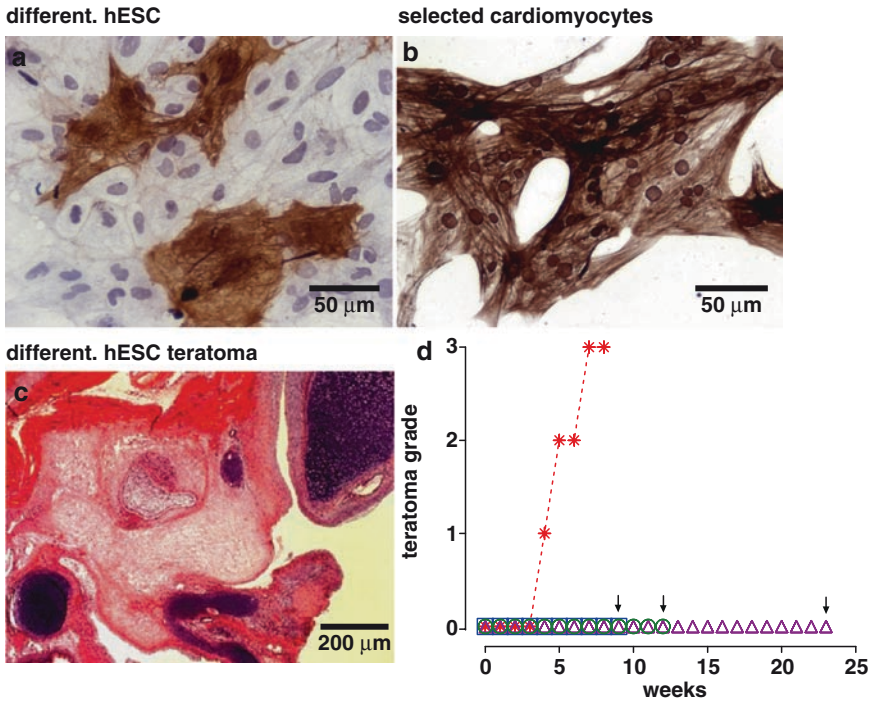 different. hESC
selected cardiomyocytes
a
b
50 µm
50 µm
different. hESC teratoma
c
200 µm
d
teratoma grade
3
2
1
0
0 5 10 15 20 25
weeks